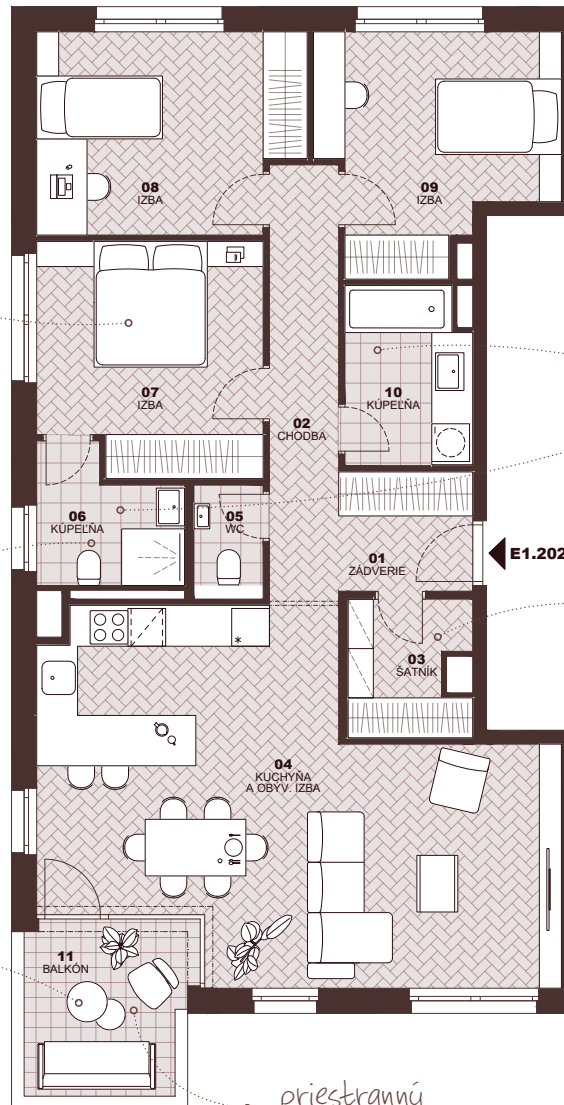 08
IZBA
09
IZBA
07
IZBA
02
CHODBA
10
KÚPEĽŇA
06
KÚPEĽŇA
05
WC
01
ZÁDVERIE
E1.202
03
ŠATNÍK
04
KUCHYŇA
A OBYV. IZBA
11
BALKÓN
priestranný